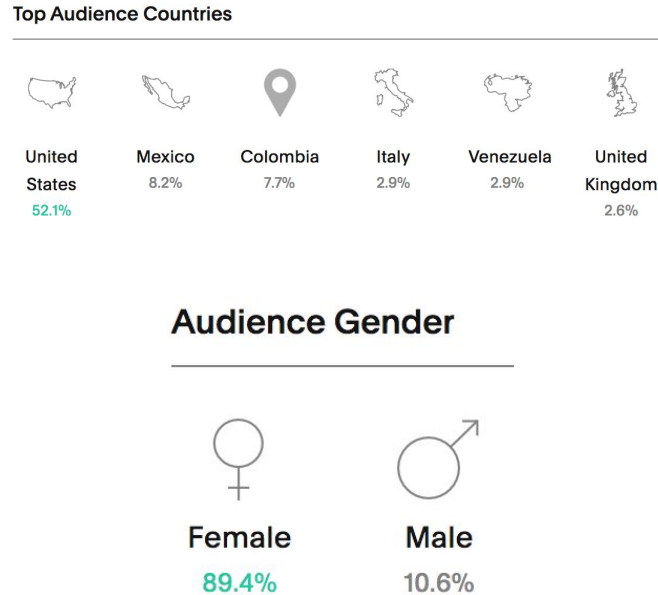 Top Audience Countries
United States
52.1%
Mexico
8.2%
Colombia
7.7%
Italy
2.9%
Venezuela
2.9%
United Kingdom
2.6%
Audience Gender
Female
89.4%
Male
10.6%